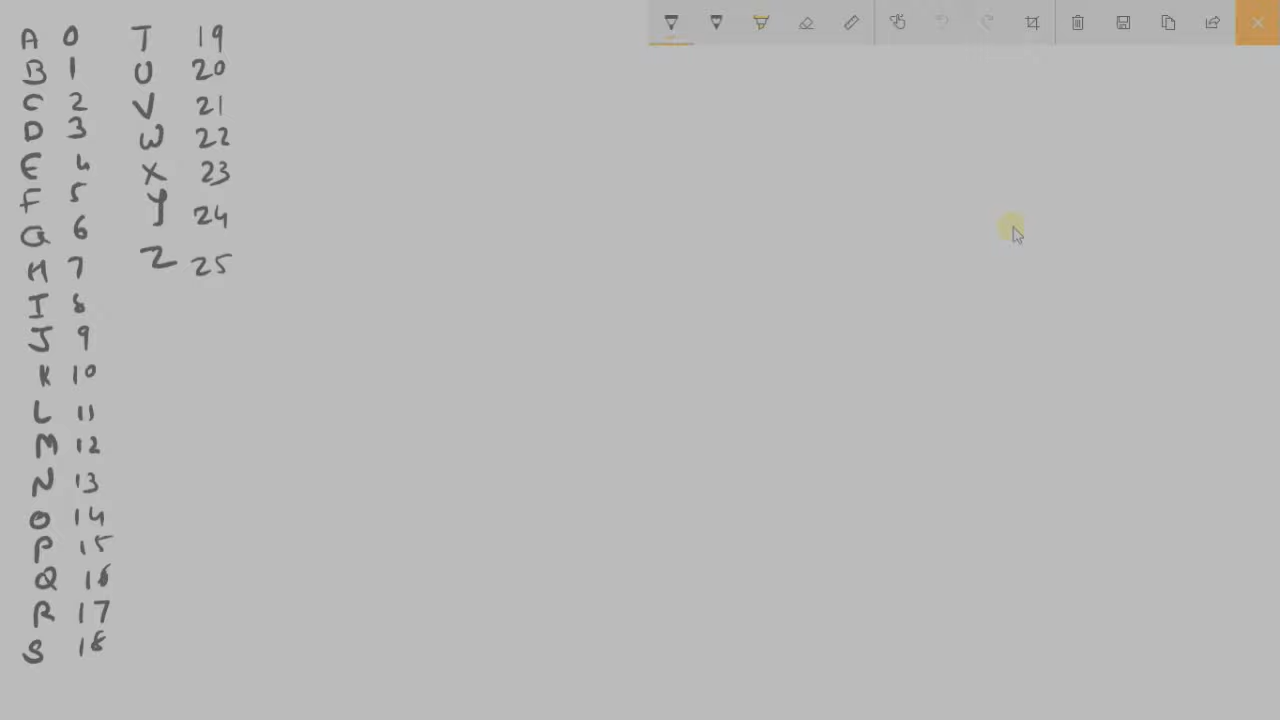 A 0 T 19
B 1 U 20
C 2 V 21
D 3 W 22
E 4 X 23
F 5 Y 24
G 6 Z 25
H 7
I 8
J 9
K 10
L 11
M 12
N 13
O 14
P 15
Q 16
R 17
S 18